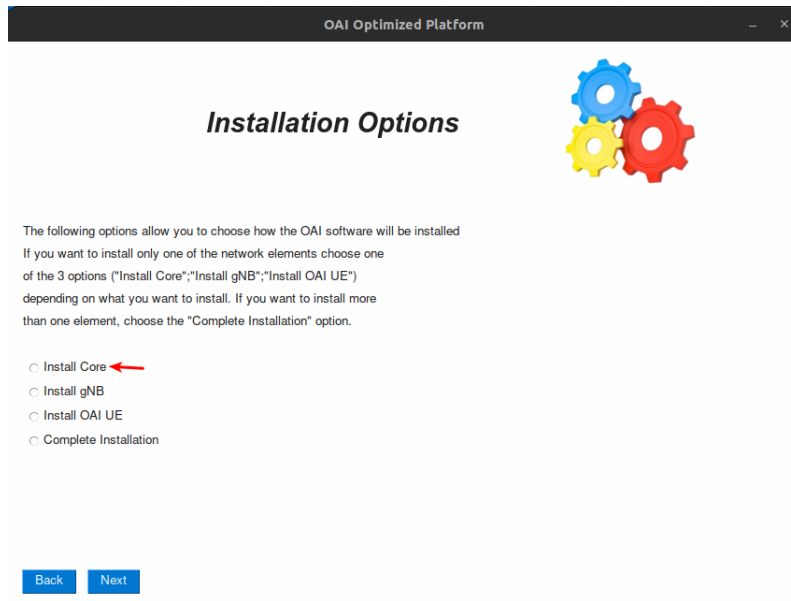 OAI Optimized Platform
Installation Options
The following options allow you to choose how the OAI software will be installed
If you want to install only one of the network elements choose one
of the 3 options ("Install Core";"Install gNB";"Install OAI UE")
depending on what you want to install. If you want to install more
than one element, choose the "Complete Installation" option.
Install Core
Install gNB
Install OAI UE
Complete Installation
Back Next